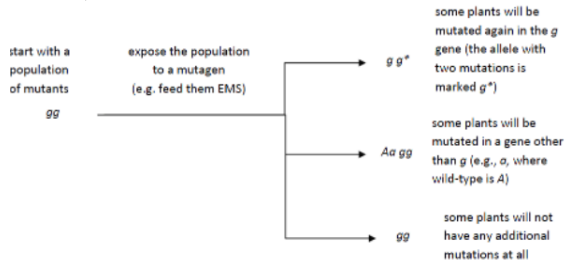 start with a
population
of mutants
gg
expose the population
to a mutagen
(e.g. feed them EMS)
g g*
some plants will be
mutated again in the g
gene (the allele with
two mutations is
marked g*)
Aa gg
some plants will be
mutated in a gene other
than g (e.g., a, where
wild-type is A)
gg
some plants will not
have any additional
mutations at all